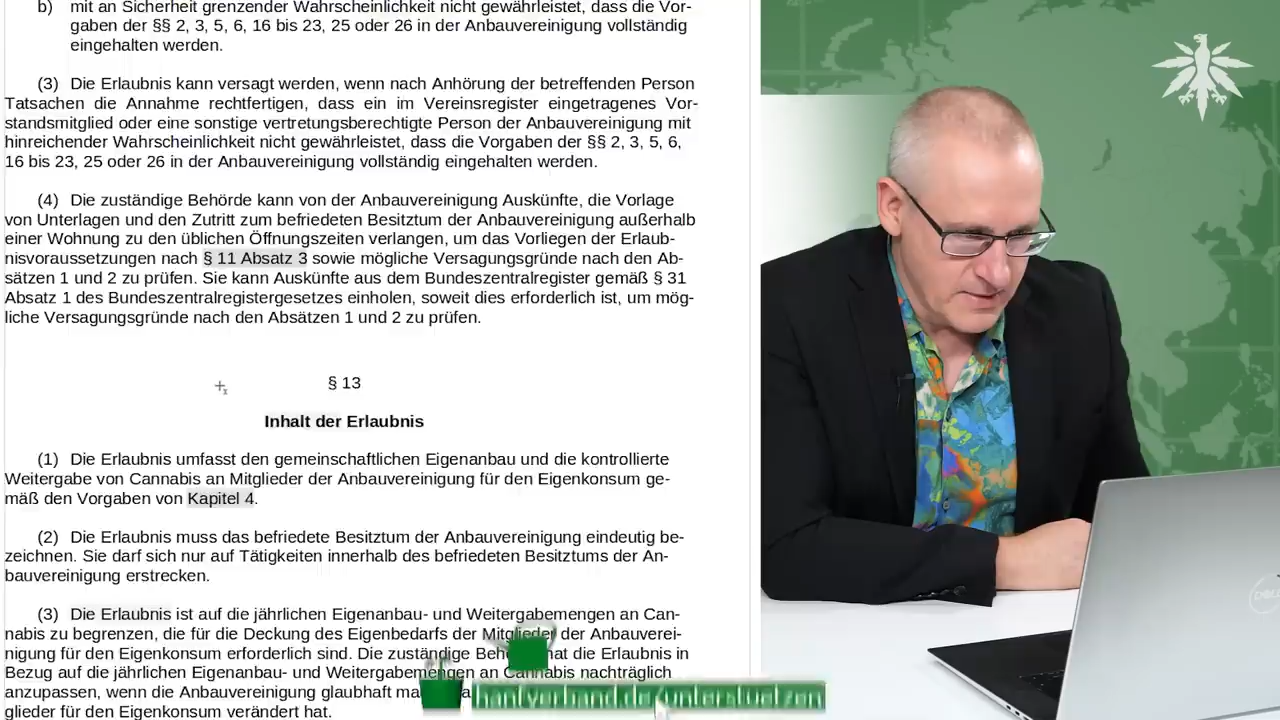 b) mit an Sicherheit grenzender Wahrscheinlichkeit nicht gewährleistet, dass die Vor-
gaben der §§ 2, 3, 5, 6, 16 bis 23, 25 oder 26 in der Anbauvereinigung vollständig
eingehalten werden.
(3) Die Erlaubnis kann versagt werden, wenn nach Anhörung der betreffenden Person
Tatsachen die Annahme rechtfertigen, dass ein im Vereinsregister eingetragenes Vor-
standsmitglied oder eine sonstige vertretungsberechtigte Person der Anbauvereinigung mit
hinreichender Wahrscheinlichkeit nicht gewährleistet, dass die Vorgaben der §§ 2, 3, 5, 6,
16 bis 23, 25 oder 26 in der Anbauvereinigung vollständig eingehalten werden.
(4) Die zuständige Behörde kann von der Anbauvereinigung Auskünfte, die Vorlage
von Unterlagen und den Zutritt zum befriedeten Besitztum der Anbauvereinigung außerhalb
einer Wohnung zu den üblichen Öffnungszeiten verlangen, um das Vorliegen der Erlaub-
nisvoraussetzungen nach § 11 Absatz 3 sowie mögliche Versagungsgründe nach den Ab-
sätzen 1 und 2 zu prüfen. Sie kann Auskünfte aus dem Bundeszentralregister gemäß § 31
Absatz 1 des Bundeszentralregistergesetzes einholen, soweit dies erforderlich ist, um mög-
liche Versagungsgründe nach den Absätzen 1 und 2 zu prüfen.
§ 13
Inhalt der Erlaubnis
(1) Die Erlaubnis umfasst den gemeinschaftlichen Eigenanbau und die kontrollierte
Weitergabe von Cannabis an Mitglieder der Anbauvereinigung für den Eigenkonsum ge-
mäß den Vorgaben von Kapitel 4.
(2) Die Erlaubnis muss das befriedete Besitztum der Anbauvereinigung eindeutig be-
zeichnen. Sie darf sich nur auf Tätigkeiten innerhalb des befriedeten Besitztums der An-
bauvereinigung erstrecken.
(3) Die Erlaubnis ist auf die jährlichen Eigenanbau- und Weitergabemengen an Can-
nabis zu begrenzen, die für die Deckung des Eigenbedarfs der Mitglieder der Anbauverei-
nigung für den Eigenkonsum erforderlich sind. Die zuständige hat die Erlaubnis in
Bezug auf die jährlichen Eigenanbau- und Weitergabemengen an Cannabis nachträglich
anzupassen, wenn die Anbauvereinigung glaubhaft
glieder für den Eigenkonsum verändert hat.
hanfverband.de/unterstuetzen
DELL